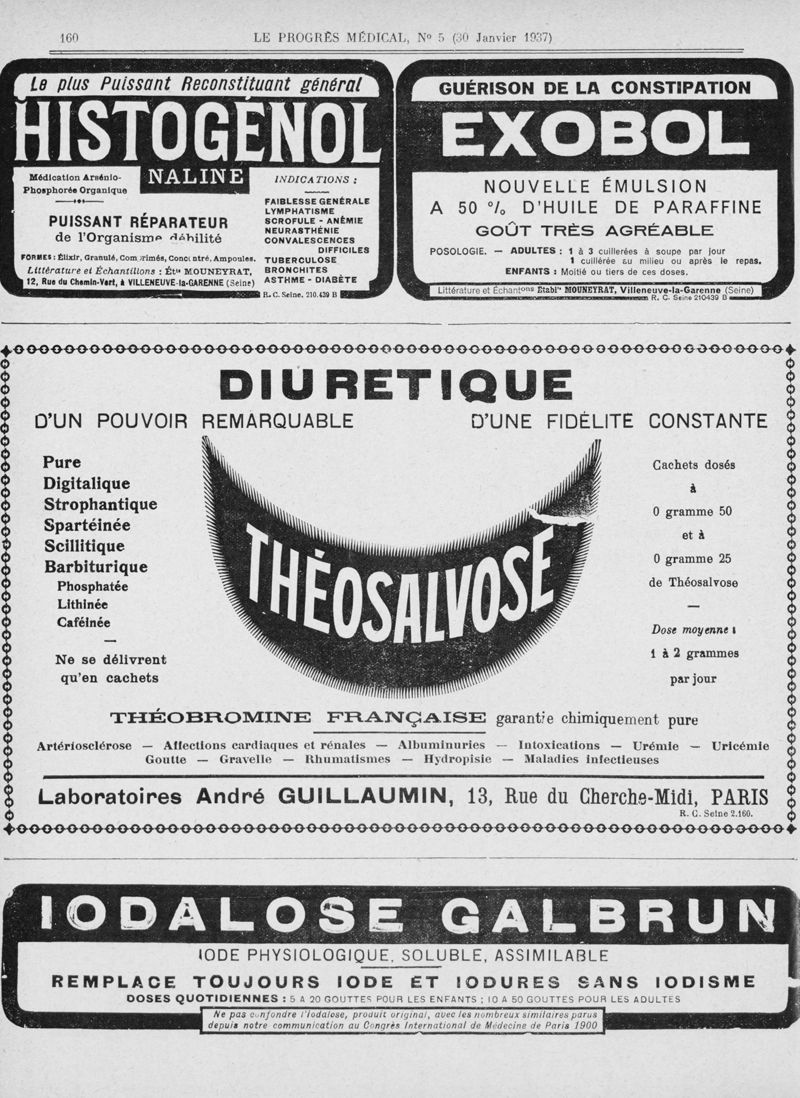 160
LE PROGRÈS MÉDICAL, Nº 5 (30 Janvier 1937)
Le plus Puissant Reconstituant général
HISTOGÉNOL
NALINE
Médication Arsénio-
Phosphorée Organique
PUISSANT RÉPARATEUR
de l'Organisme débilité
FORMES : Élixir, Granulé, Comprimés, Concentré, Ampoules.
Littérature et Échantillons : Étts MOUNEYRAT,
12, Rue du Chemin-Vert, à VILLENEUVE-la-GARENNE (Seine)
INDICATIONS :
FAIBLESSE GÉNÉRALE
LYMPHATISME
SCROFULE - ANÉMIE
NEURASTHÉNIE
CONVALESCENCES
DIFFICILES
TUBERCULOSE
BRONCHITES
ASTHME - DIABÈTE
R. C. Seine, 210.439 B
GUÉRISON DE LA CONSTIPATION
EXOBOL
NOUVELLE ÉMULSION
A 50 % D'HUILE DE PARAFFINE
GOÛT TRÈS AGRÉABLE
POSOLOGIE. — ADULTES : 1 à 3 cuillerées à soupe par jour
1 cuillérée au milieu ou après le repas.
ENFANTS : Moitié ou tiers de ces doses.
Littérature et Échantons Etablts MOUNEYRAT, Villeneuve-la-Garenne (Seine)
R. C. Seine 210439 B
DIURETIQUE
D'UN POUVOIR REMARQUABLE
D'UNE FIDÉLITÉ CONSTANTE
Pure
Digitalique
Strophantique
Spartéinée
Scillitique
Barbiturique
Phosphatée
Lithinée
Caféinée
—
Ne se délivrent
qu'en cachets
THÉOSALVOSE
Cachets dosés
à
0 gramme 50
et à
0 gramme 25
de Théosalvose
—
Dose moyenne :
1 à 2 grammes
par jour
THÉOBROMINE FRANÇAISE garantie chimiquement pure
Artériosclérose — Affections cardiaques et rénales — Albuminuries — Intoxications — Urémie — Uricémie
Goutte — Gravelle — Rhumatismes — Hydropisie — Maladies infectieuses
Laboratoires André GUILLAUMIN, 13, Rue du Cherche-Midi, PARIS
R. C. Seine 2.160.
IODALOSE GALBRUN
IODE PHYSIOLOGIQUE, SOLUBLE, ASSIMILABLE
REMPLACE TOUJOURS IODE ET IODURES SANS IODISME
DOSES QUOTIDIENNES : 5 A 20 GOUTTES POUR LES ENFANTS ; 10 A 50 GOUTTES POUR LES ADULTES
Ne pas confondre l'Iodalose, produit original, avec les nombreux similaires parus
depuis notre communication au Congrès International de Médecine de Paris 1900